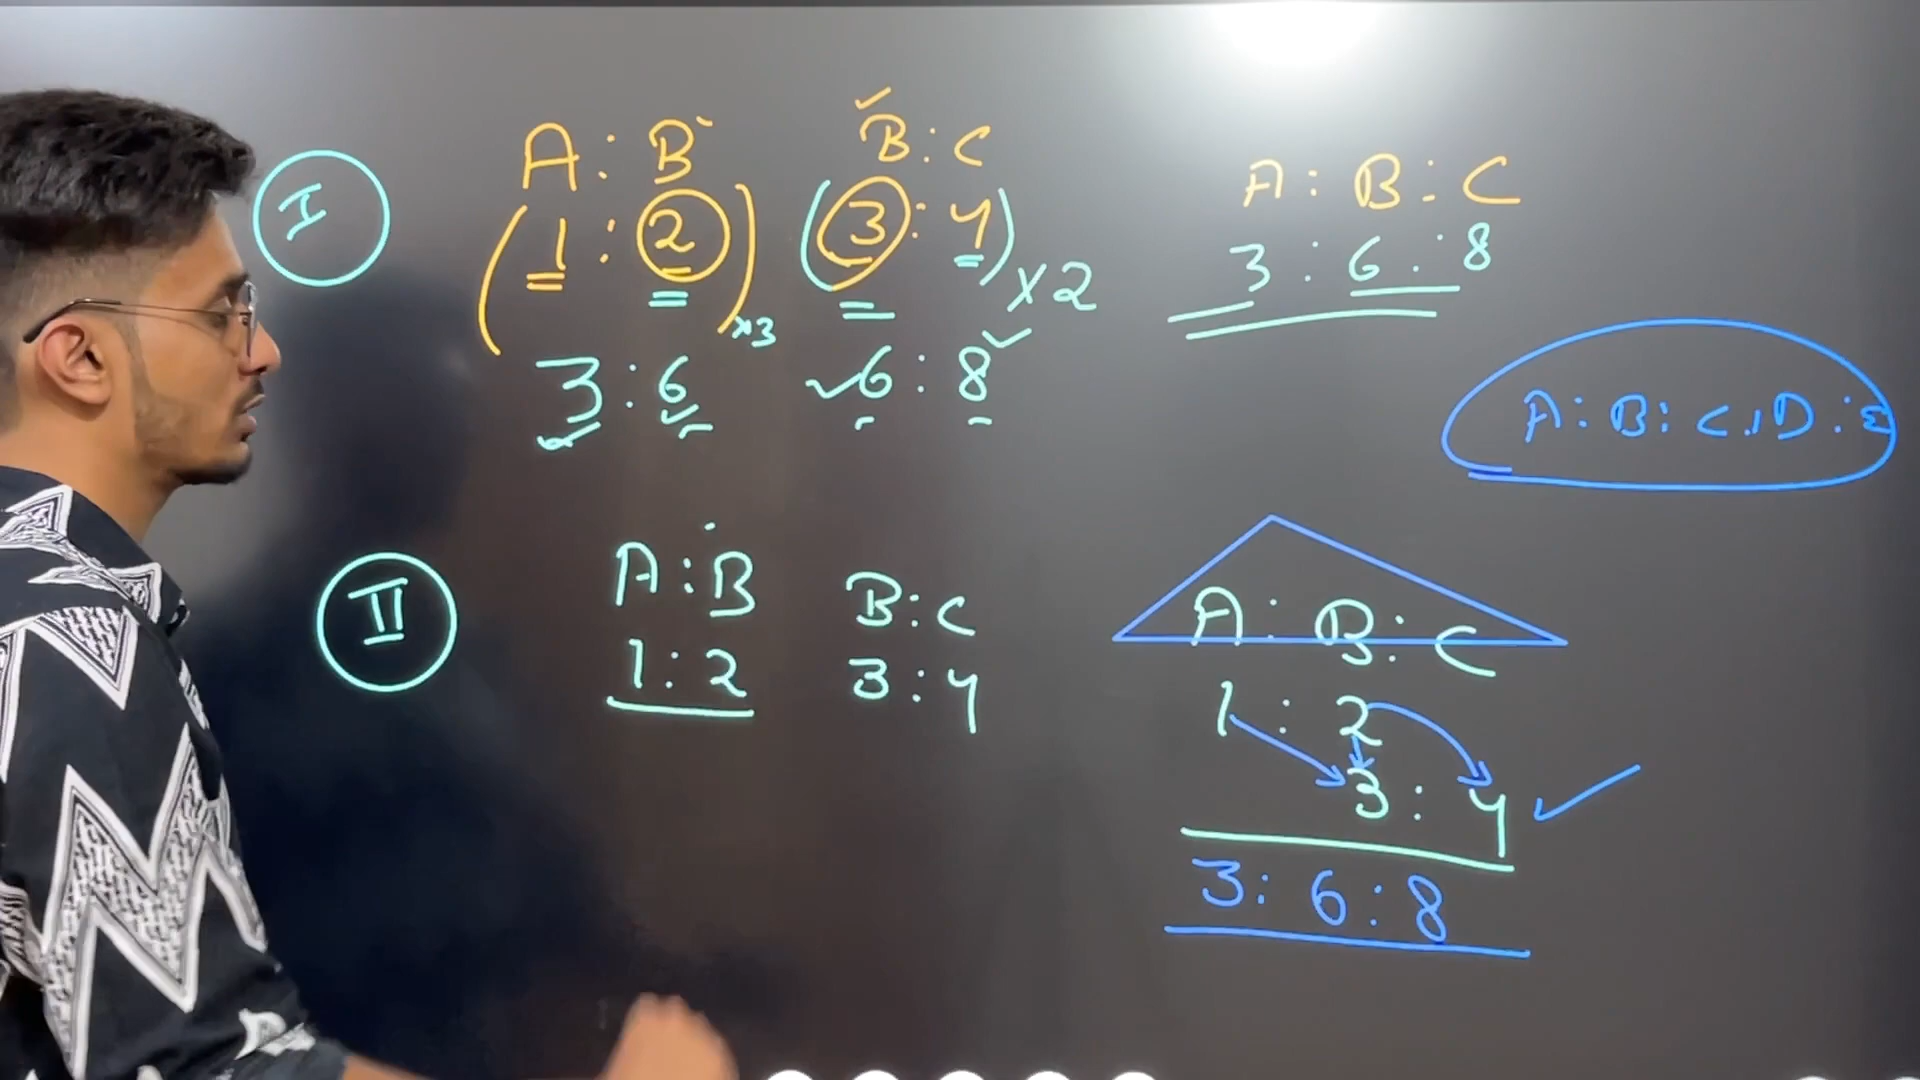 I
A : B
B : C
(1 : 2)×3
(3 : 4)×2
3 : 6
6 : 8
A : B : C
3 : 6 : 8
A : B : C : D : E
II
A : B
B : C
1 : 2
3 : 4
A : B : C
1 : 2
3 : 4
3 : 6 : 8